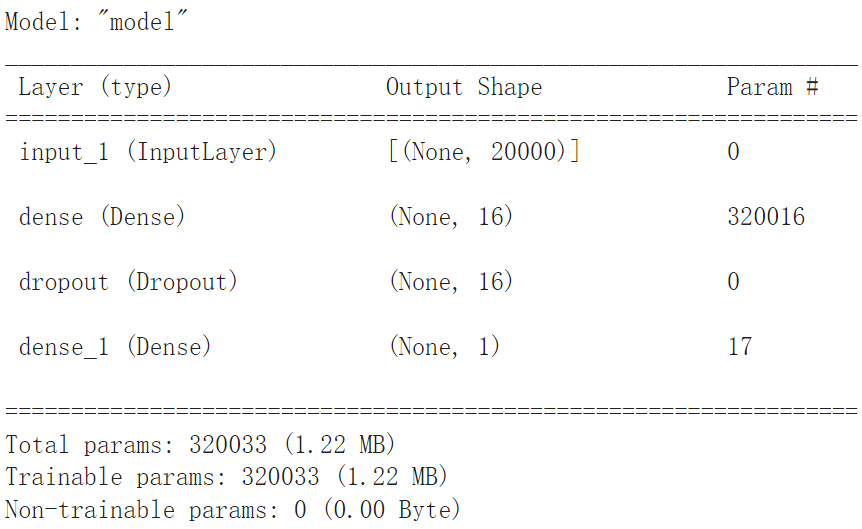 Model: "model"
_________________________________________________________________
Layer (type) Output Shape Param #
=================================================================
input_1 (InputLayer) [(None, 20000)] 0
dense (Dense) (None, 16) 320016
dropout (Dropout) (None, 16) 0
dense_1 (Dense) (None, 1) 17
=================================================================
Total params: 320033 (1.22 MB)
Trainable params: 320033 (1.22 MB)
Non-trainable params: 0 (0.00 Byte)